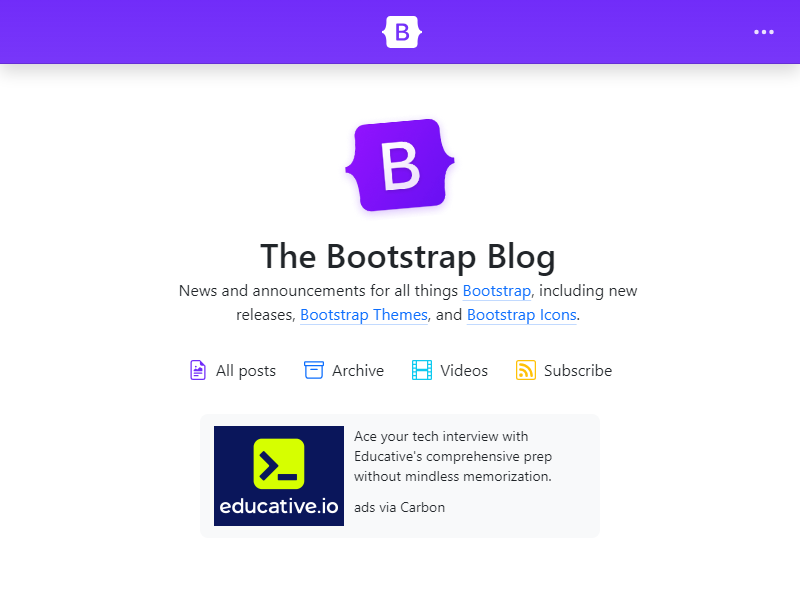 B
B
The Bootstrap Blog
News and announcements for all things Bootstrap, including new
releases, Bootstrap Themes, and Bootstrap Icons.
All posts Archive Videos Subscribe
educative.io
Ace your tech interview with
Educative's comprehensive prep
without mindless memorization.
ads via Carbon